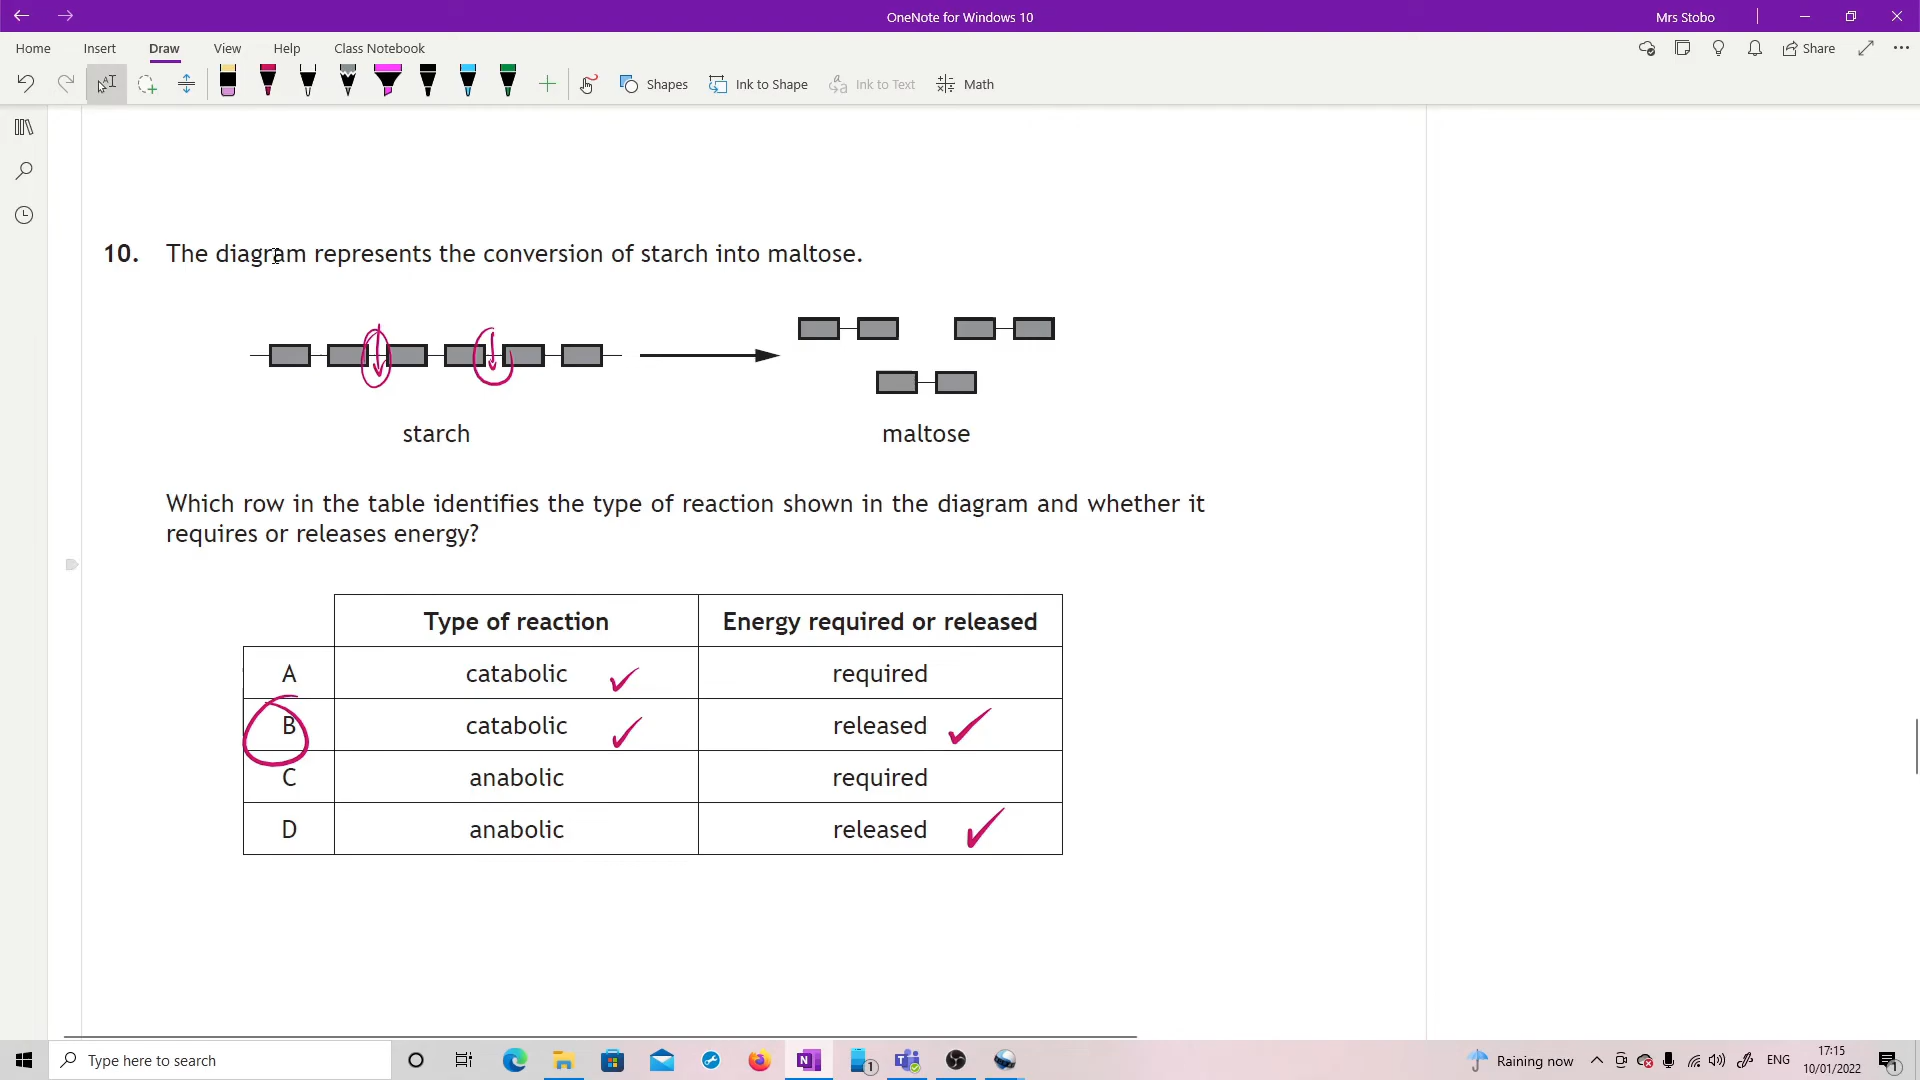 OneNote for Windows 10
Mrs Stobo
Home Insert Draw View Help Class Notebook
Share
Shapes Ink to Shape Ink to Text Math
10. The diagram represents the conversion of starch into maltose.
starch
maltose
Which row in the table identifies the type of reaction shown in the diagram and whether it
requires or releases energy?
Type of reaction Energy required or released
A catabolic required
B catabolic released
C anabolic required
D anabolic released
Type here to search
Raining now
ENG
17:15
10/01/2022